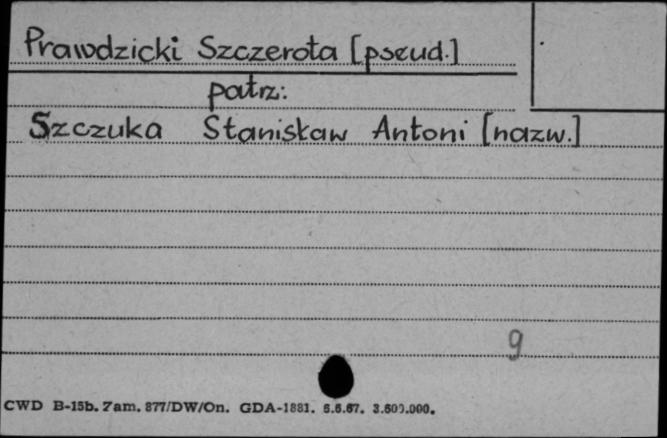 Prawdzicki Szczerota [pseud.]
patrz:
Szczuka Stanisław Antoni [nazw.]
9
CWD B-15b. Zam. 877/DW/On. GDA-1881. 6.6.67. 3.600.000.